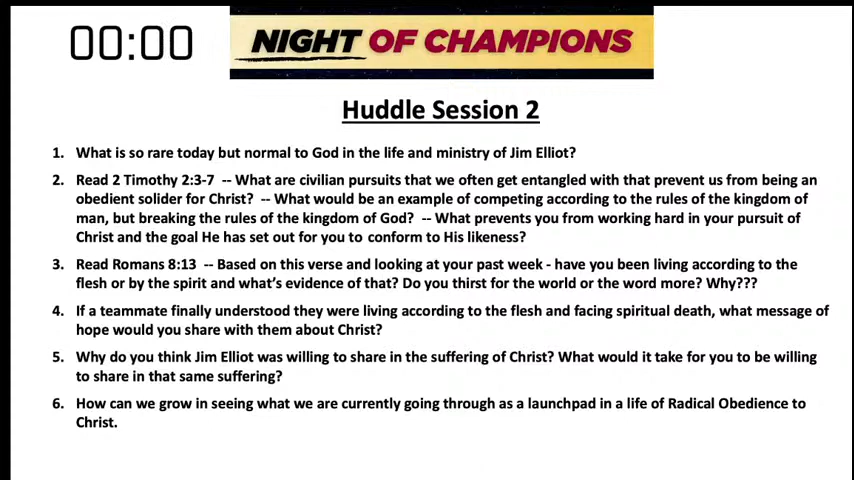 00:00
NIGHT OF CHAMPIONS
Huddle Session 2
1. What is so rare today but normal to God in the life and ministry of Jim Elliot?
2. Read 2 Timothy 2:3-7 -- What are civilian pursuits that we often get entangled with that prevent us from being an
obedient solider for Christ? -- What would be an example of competing according to the rules of the kingdom of
man, but breaking the rules of the kingdom of God? -- What prevents you from working hard in your pursuit of
Christ and the goal He has set out for you to conform to His likeness?
3. Read Romans 8:13 -- Based on this verse and looking at your past week - have you been living according to the
flesh or by the spirit and what's evidence of that? Do you thirst for the world or the word more? Why???
4. If a teammate finally understood they were living according to the flesh and facing spiritual death, what message of
hope would you share with them about Christ?
5. Why do you think Jim Elliot was willing to share in the suffering of Christ? What would it take for you to be willing
to share in that same suffering?
6. How can we grow in seeing what we are currently going through as a launchpad in a life of Radical Obedience to
Christ.